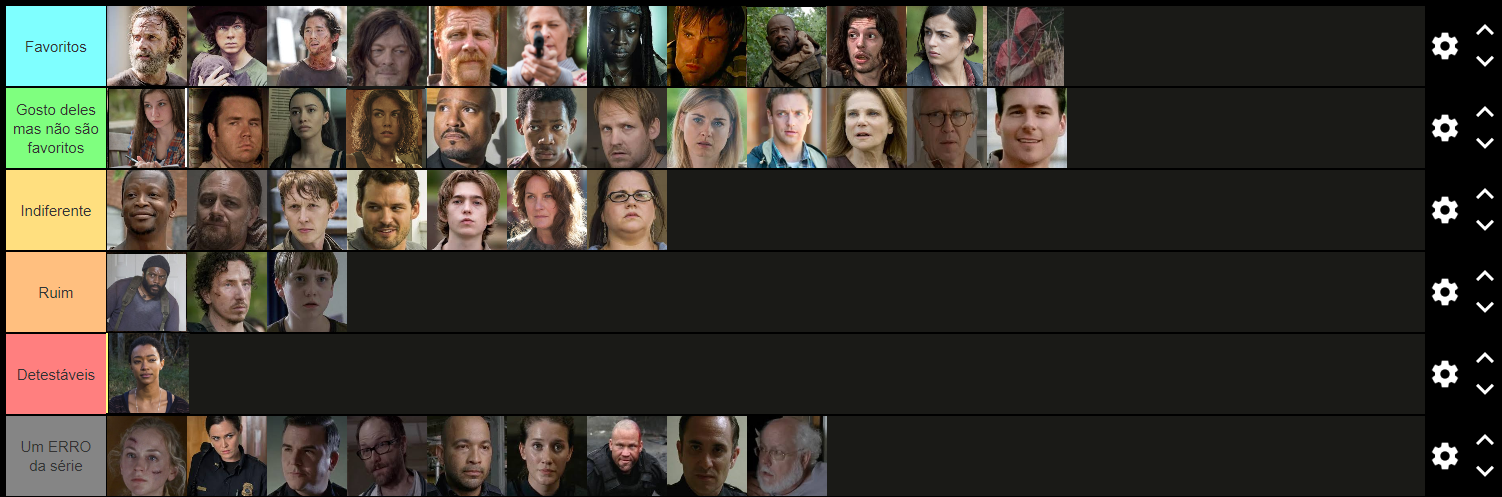 Favoritos
Gosto deles
mas não são
favoritos
Indiferente
Ruim
Detestáveis
Um ERRO
da série